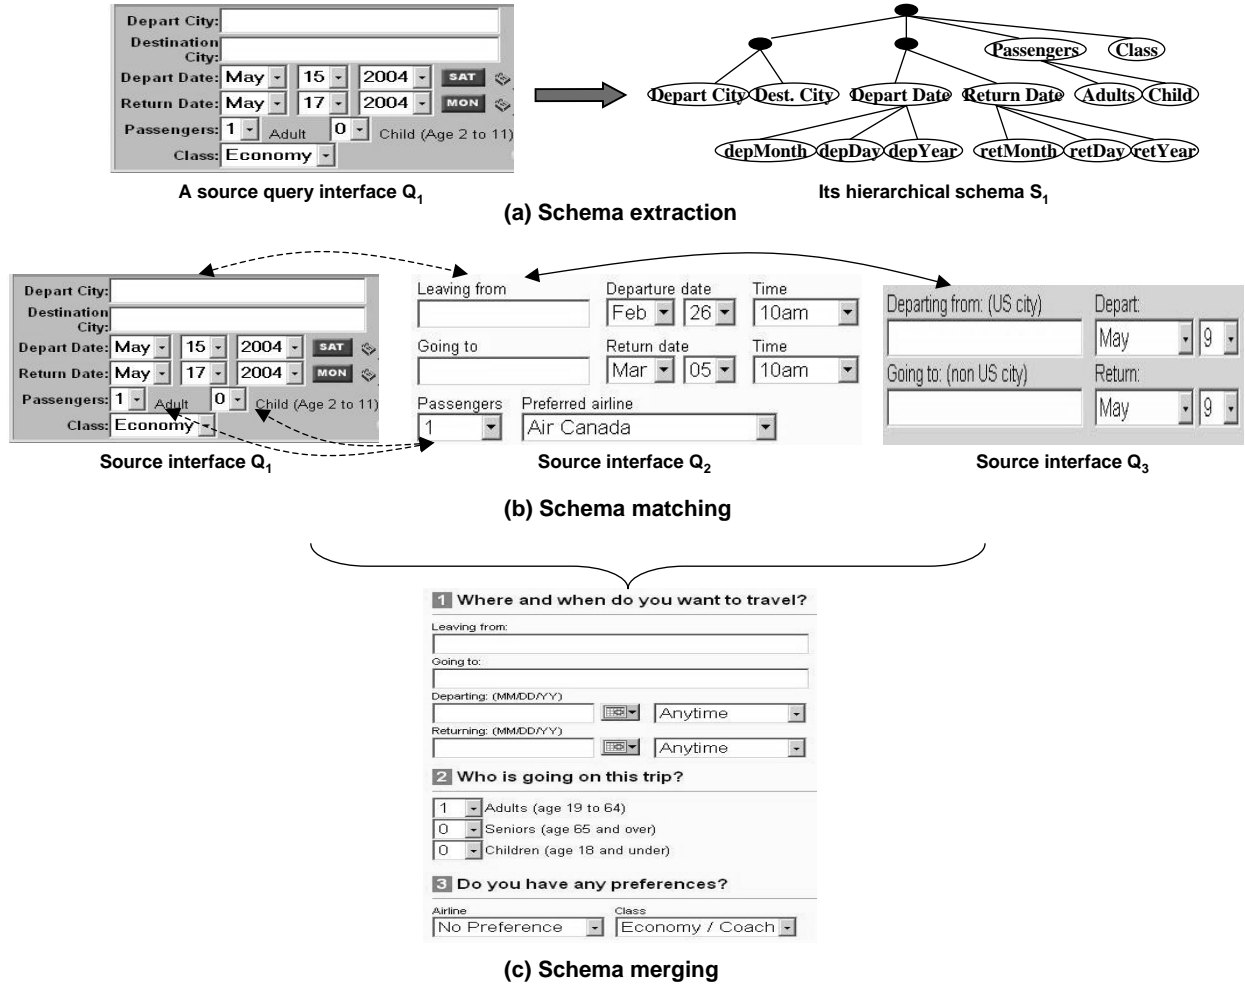 Depart City:
Destination
City:
Depart Date: May 15 2004 SAT
Return Date: May 17 2004 MON
Passengers: 1 Adult 0 Child (Age 2 to 11)
Class: Economy
A source query interface Q1
Passengers Class
Depart City Dest. City Depart Date Return Date Adults Child
depMonth depDay depYear retMonth retDay retYear
Its hierarchical schema S1
(a) Schema extraction
Depart City:
Destination
City:
Depart Date: May 15 2004 SAT
Return Date: May 17 2004 MON
Passengers: 1 Adult 0 Child (Age 2 to 11)
Class: Economy
Source interface Q1
Leaving from Departure date Time
Feb 26 10am
Going to Return date Time
Mar 05 10am
Passengers Preferred airline
1 Air Canada
Source interface Q2
Departing from: (US city) Depart:
May 9
Going to: (non US city) Return:
May 9
Source interface Q3
(b) Schema matching
1 Where and when do you want to travel?
Leaving from:
Going to:
Departing: (MM/DD/YY)
Anytime
Returning: (MM/DD/YY)
Anytime
2 Who is going on this trip?
1 Adults (age 19 to 64)
0 Seniors (age 65 and over)
0 Children (age 18 and under)
3 Do you have any preferences?
Airline Class
No Preference Economy / Coach
(c) Schema merging